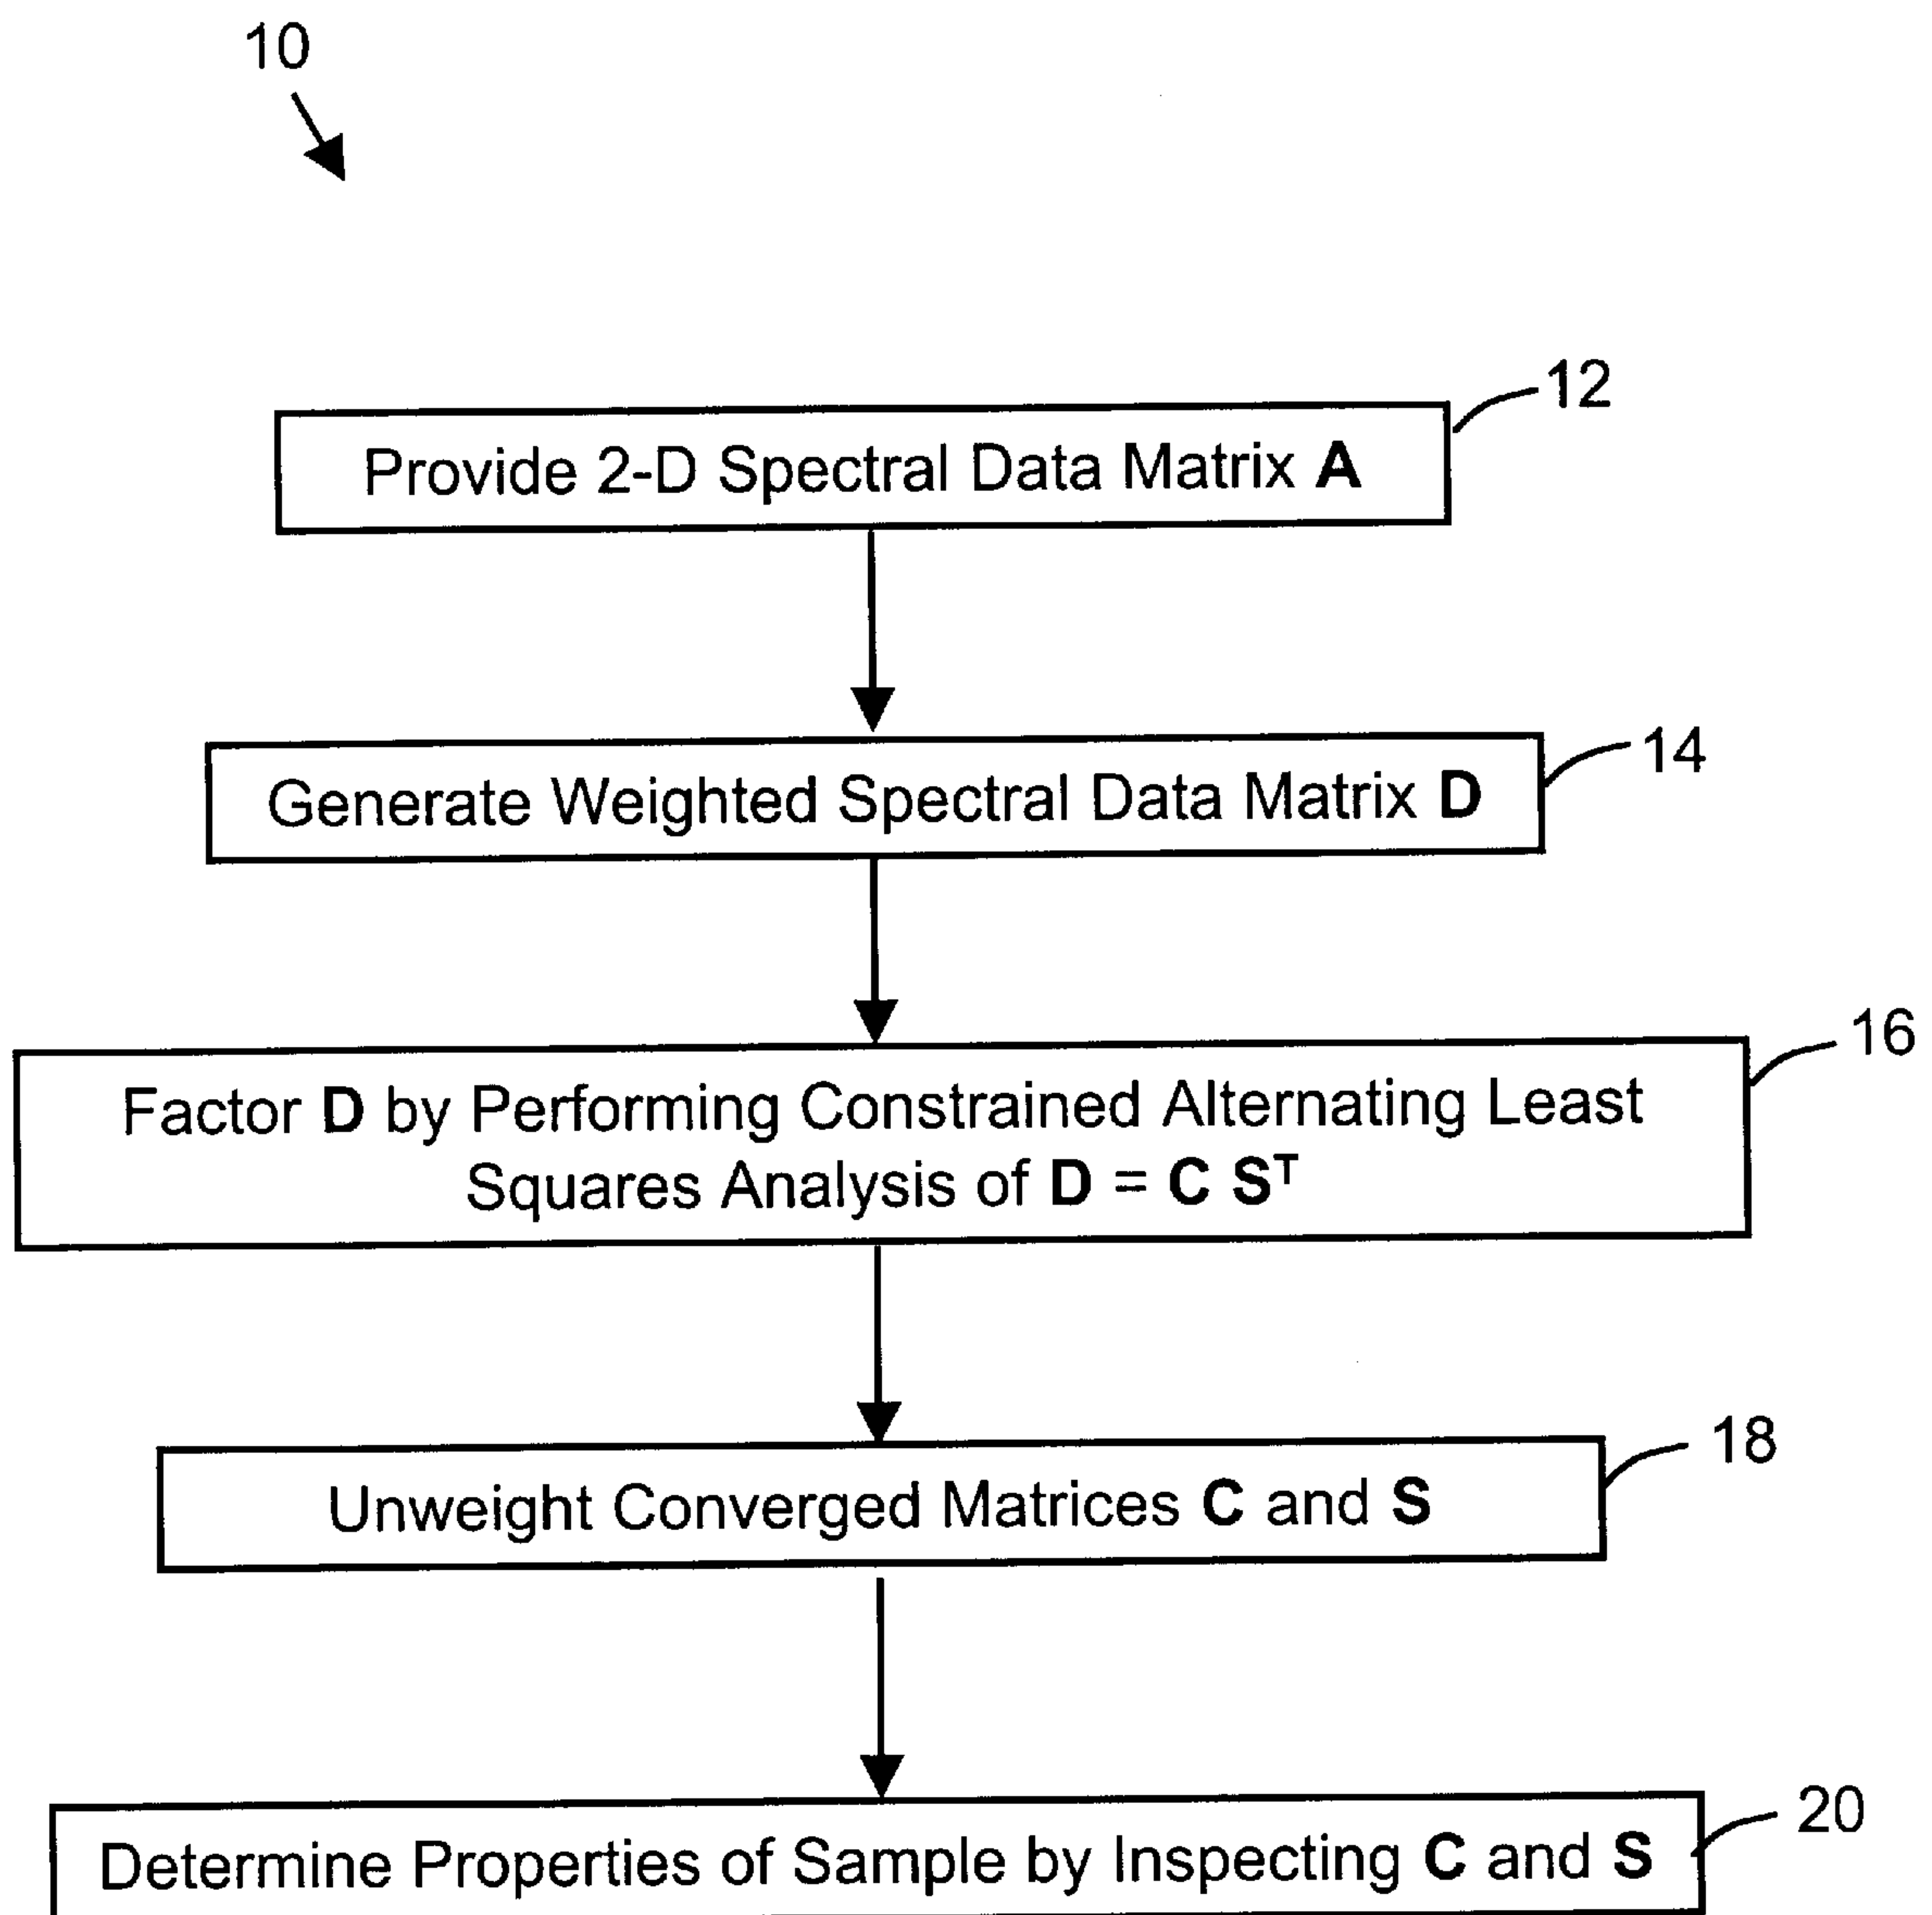 10
12
Provide 2-D Spectral Data Matrix A
14
Generate Weighted Spectral Data Matrix D
16
Factor D by Performing Constrained Alternating Least
Squares Analysis of D = C Sᵀ
18
Unweight Converged Matrices C and S
20
Determine Properties of Sample by Inspecting C and S